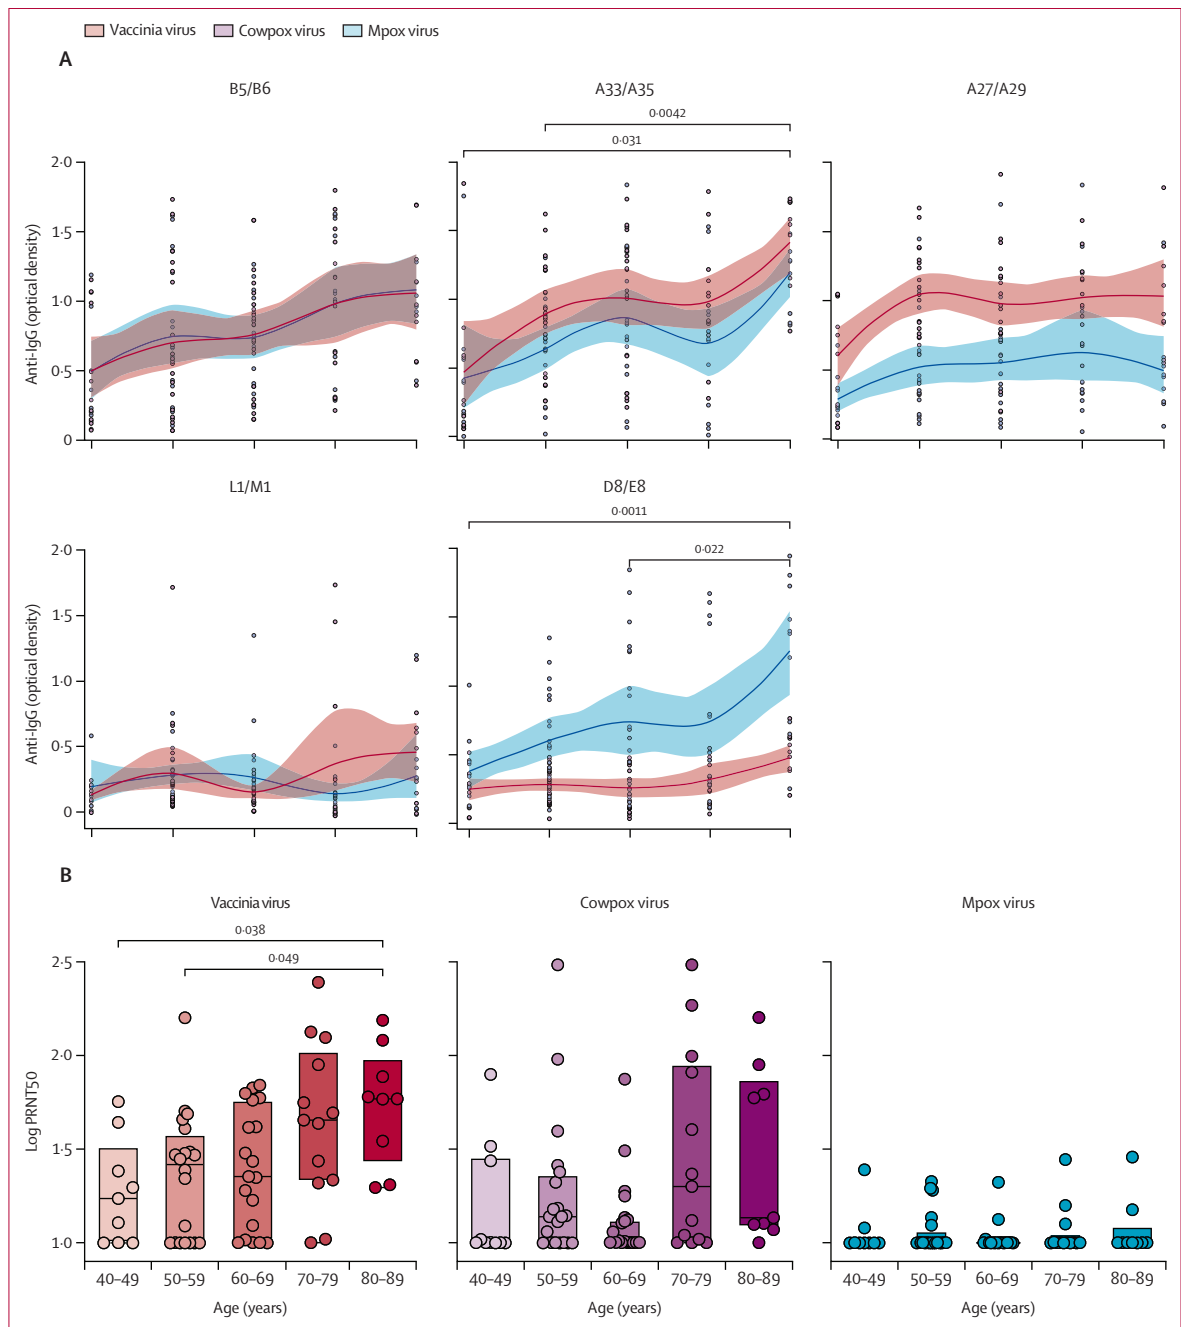 Vaccinia virus Cowpox virus Mpox virus
A
B5/B6 A33/A35 A27/A29
0·0042
0·031
2·0
1·5
1·0
0·5
0
Anti-IgG (optical density)
L1/M1 D8/E8
0·0011
0·022
2·0
1·5
1·0
0·5
0
Anti-IgG (optical density)
B
Vaccinia virus Cowpox virus Mpox virus
0·038
0·049
2·5
2·0
1·5
1·0
Log PRNT50
40–49 50–59 60–69 70–79 80–89 40–49 50–59 60–69 70–79 80–89 40–49 50–59 60–69 70–79 80–89
Age (years) Age (years) Age (years)